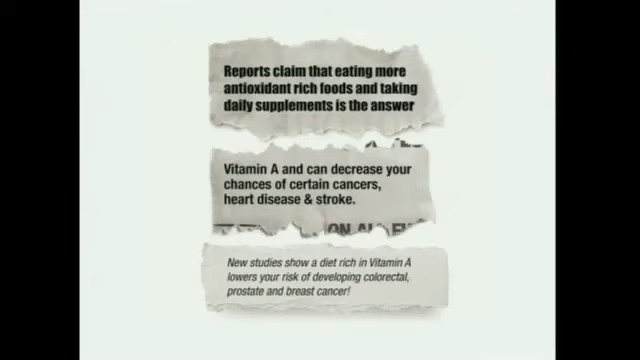 Reports claim that eating more
antioxidant rich foods and taking
daily supplements is the answer
Vitamin A and can decrease your
chances of certain cancers,
heart disease & stroke.
New studies show a diet rich in Vitamin A
lowers your risk of developing colorectal,
prostate and breast cancer!